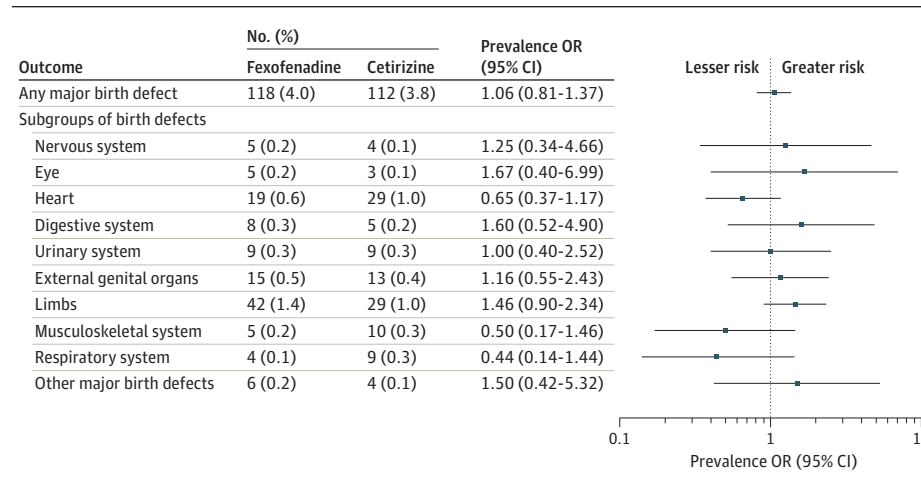 No. (%)
Prevalence OR
Outcome Fexofenadine Cetirizine (95% CI) Lesser risk Greater risk
Any major birth defect 118 (4.0) 112 (3.8) 1.06 (0.81-1.37)
Subgroups of birth defects
Nervous system 5 (0.2) 4 (0.1) 1.25 (0.34-4.66)
Eye 5 (0.2) 3 (0.1) 1.67 (0.40-6.99)
Heart 19 (0.6) 29 (1.0) 0.65 (0.37-1.17)
Digestive system 8 (0.3) 5 (0.2) 1.60 (0.52-4.90)
Urinary system 9 (0.3) 9 (0.3) 1.00 (0.40-2.52)
External genital organs 15 (0.5) 13 (0.4) 1.16 (0.55-2.43)
Limbs 42 (1.4) 29 (1.0) 1.46 (0.90-2.34)
Musculoskeletal system 5 (0.2) 10 (0.3) 0.50 (0.17-1.46)
Respiratory system 4 (0.1) 9 (0.3) 0.44 (0.14-1.44)
Other major birth defects 6 (0.2) 4 (0.1) 1.50 (0.42-5.32)
0.1 1
Prevalence OR (95% CI)